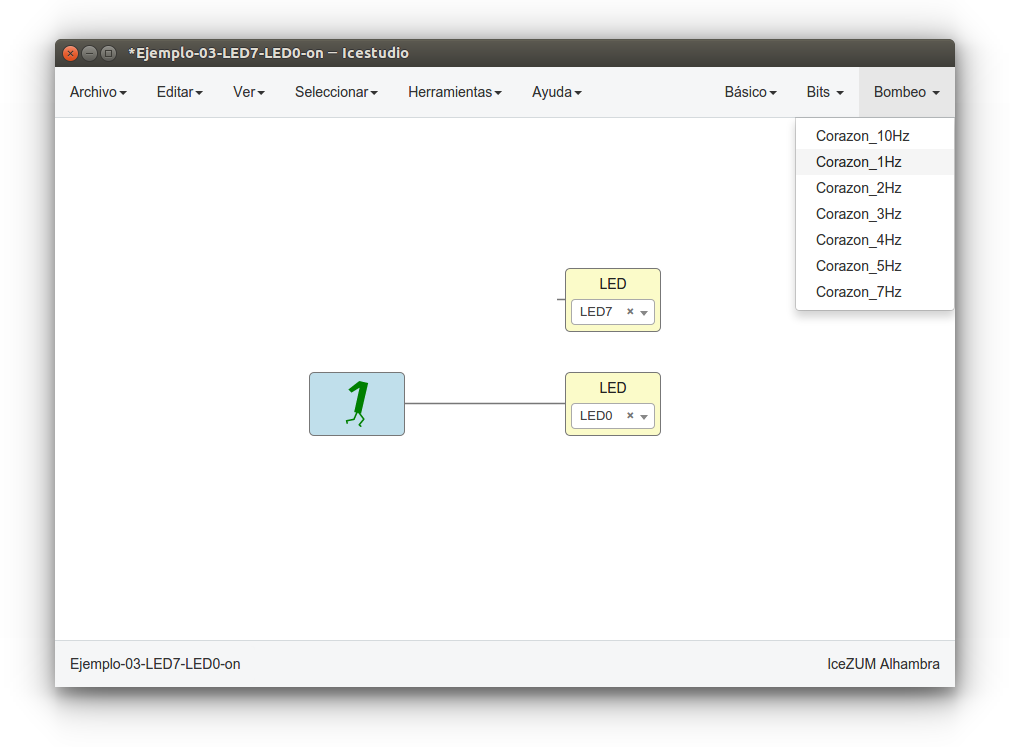 *Ejemplo-03-LED7-LED0-on — Icestudio
Archivo Editar Ver Seleccionar Herramientas Ayuda Básico Bits Bombeo
Corazon_10Hz
Corazon_1Hz
Corazon_2Hz
Corazon_3Hz
Corazon_4Hz
Corazon_5Hz
Corazon_7Hz
LED
LED7
1
LED
LED0
Ejemplo-03-LED7-LED0-on IceZUM Alhambra